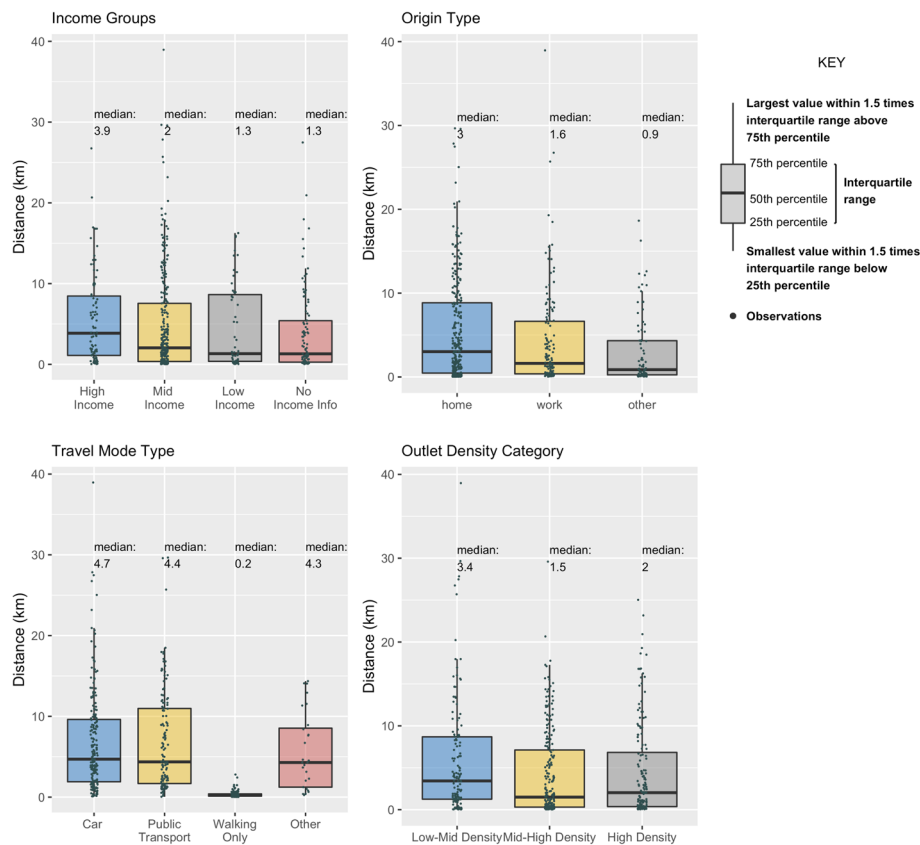 Income Groups
40
30
20
10
0
Distance (km)
median:
3.9
median:
2
median:
1.3
median:
1.3
High
Income
Mid
Income
Low
Income
No
Income Info
Origin Type
40
30
20
10
0
Distance (km)
median:
3
median:
1.6
median:
0.9
home
work
other
KEY
Largest value within 1.5 times
interquartile range above
75th percentile
75th percentile
50th percentile
25th percentile
Interquartile
range
Smallest value within 1.5 times
interquartile range below
25th percentile
Observations
Travel Mode Type
40
30
20
10
0
Distance (km)
median:
4.7
median:
4.4
median:
0.2
median:
4.3
Car
Public
Transport
Walking
Only
Other
Outlet Density Category
40
30
20
10
0
Distance (km)
median:
3.4
median:
1.5
median:
2
Low-Mid Density
Mid-High Density
High Density